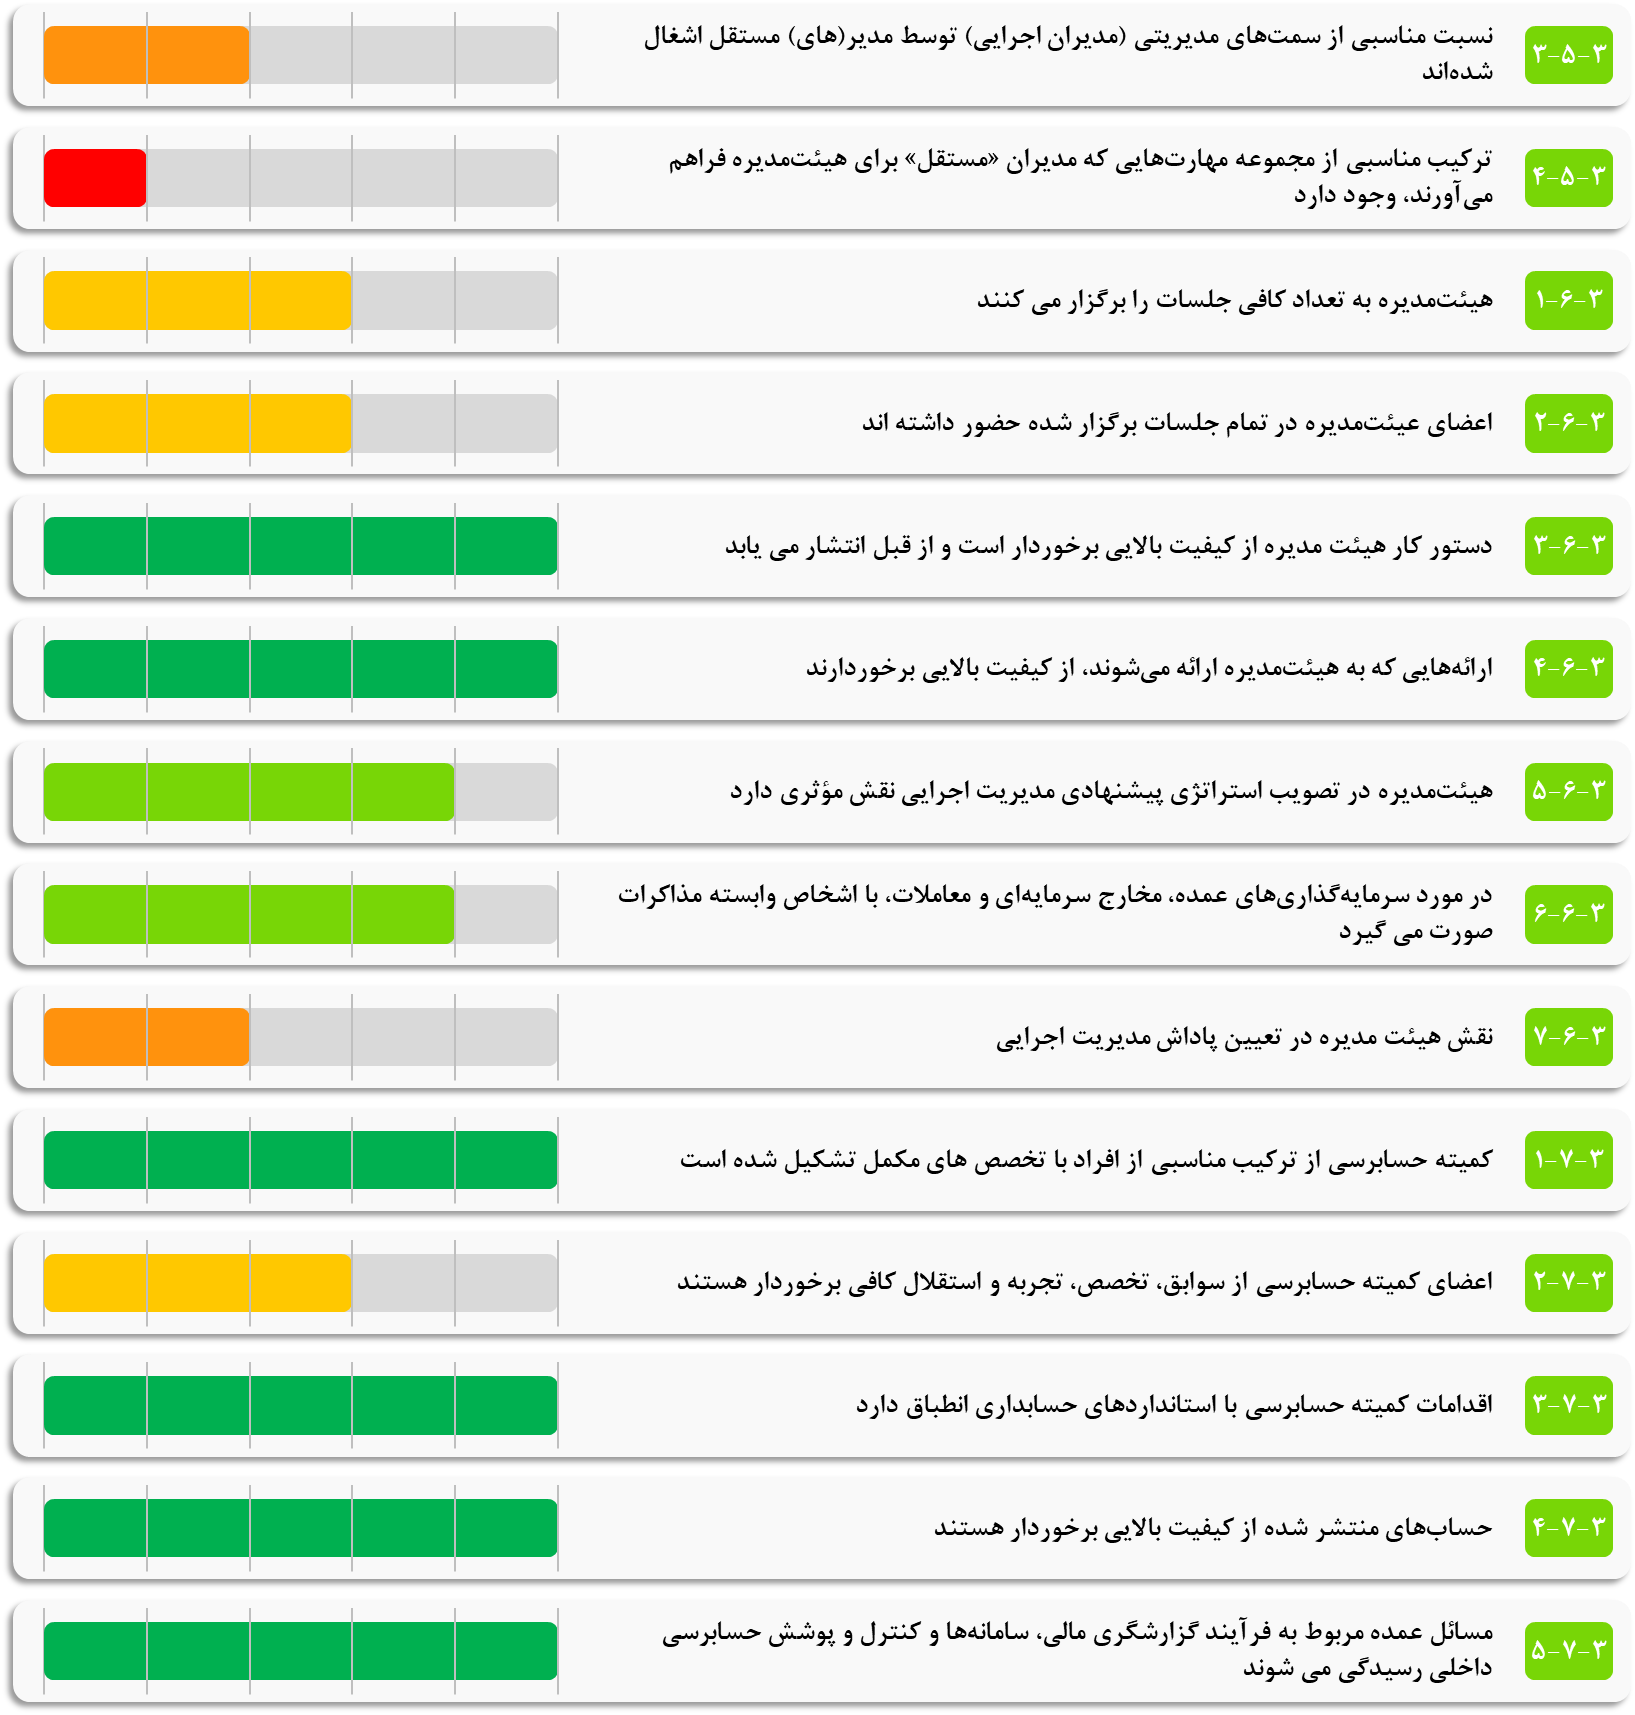 ۳-۵-۳
نسبت مناسبی از سمت‌های مدیریتی (مدیران اجرایی) توسط مدیر(های) مستقل اشغال
شده‌اند
۴-۵-۳
ترکیب مناسبی از مجموعه مهارت‌هایی که مدیران «مستقل» برای هیئت‌مدیره فراهم
می‌آورند، وجود دارد
۱-۶-۳
هیئت‌مدیره به تعداد کافی جلسات را برگزار می کنند
۲-۶-۳
اعضای عیئت‌مدیره در تمام جلسات برگزار شده حضور داشته اند
۳-۶-۳
دستور کار هیئت مدیره از کیفیت بالایی برخوردار است و از قبل انتشار می یابد
۴-۶-۳
ارائه‌هایی که به هیئت‌مدیره ارائه می‌شوند، از کیفیت بالایی برخوردارند
۵-۶-۳
هیئت‌مدیره در تصویب استراتژی پیشنهادی مدیریت اجرایی نقش مؤثری دارد
۶-۶-۳
در مورد سرمایه‌گذاری‌های عمده، مخارج سرمایه‌ای و معاملات، با اشخاص وابسته مذاکرات
صورت می گیرد
۷-۶-۳
نقش هیئت مدیره در تعیین پاداش مدیریت اجرایی
۱-۷-۳
کمیته حسابرسی از ترکیب مناسبی از افراد با تخصص های مکمل تشکیل شده است
۲-۷-۳
اعضای کمیته حسابرسی از سوابق، تخصص، تجربه و استقلال کافی برخوردار هستند
۳-۷-۳
اقدامات کمیته حسابرسی با استانداردهای حسابداری انطباق دارد
۴-۷-۳
حساب‌های منتشر شده از کیفیت بالایی برخوردار هستند
۵-۷-۳
مسائل عمده مربوط به فرآیند گزارشگری مالی، سامانه‌ها و کنترل و پوشش حسابرسی
داخلی رسیدگی می شوند